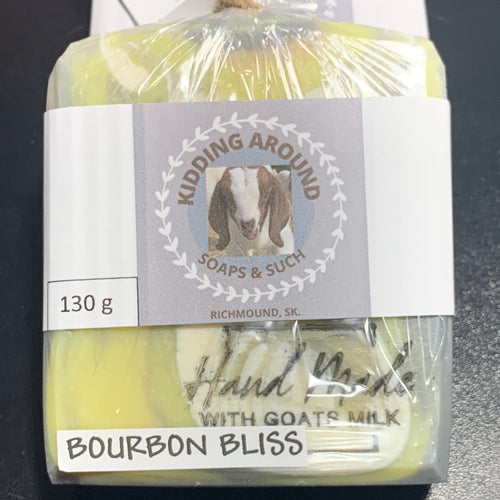 KIDDING AROUND
SOAPS & SUCH
RICHMOUND, SK.
130 g
Hand Made
WITH GOATS MILK
BOURBON BLISS